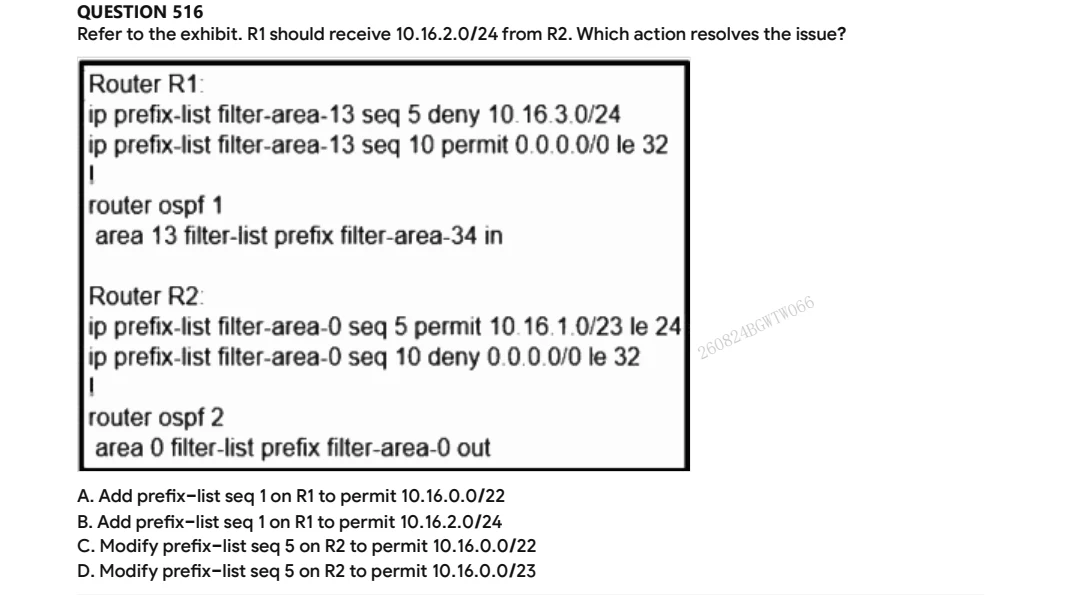 QUESTION 516
Refer to the exhibit. R1 should receive 10.16.2.0/24 from R2. Which action resolves the issue?
Router R1:
ip prefix-list filter-area-13 seq 5 deny 10.16.3.0/24
ip prefix-list filter-area-13 seq 10 permit 0.0.0.0/0 le 32
!
router ospf 1
area 13 filter-list prefix filter-area-34 in
Router R2:
ip prefix-list filter-area-0 seq 5 permit 10.16.1.0/23 le 24
ip prefix-list filter-area-0 seq 10 deny 0.0.0.0/0 le 32
!
router ospf 2
area 0 filter-list prefix filter-area-0 out
260824BGWTW066
A. Add prefix-list seq 1 on R1 to permit 10.16.0.0/22
B. Add prefix-list seq 1 on R1 to permit 10.16.2.0/24
C. Modify prefix-list seq 5 on R2 to permit 10.16.0.0/22
D. Modify prefix-list seq 5 on R2 to permit 10.16.0.0/23